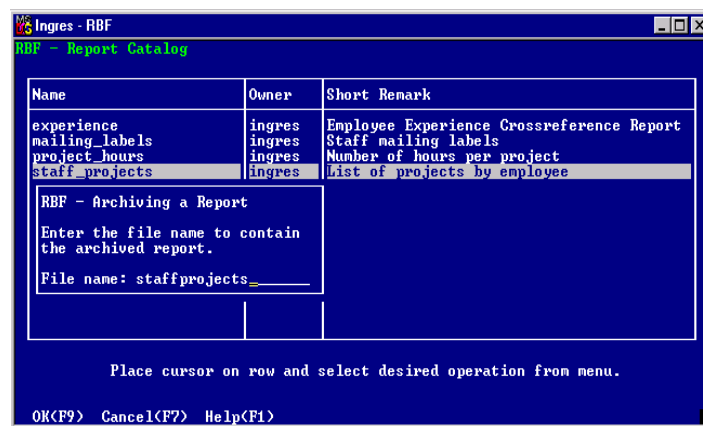 Ingres - RBF
RBF - Report Catalog
Name Owner Short Remark
experience ingres Employee Experience Crossreference Report
mailing_labels ingres Staff mailing labels
project_hours ingres Number of hours per project
staff_projects ingres List of projects by employee
RBF - Archiving a Report
Enter the file name to contain
the archived report.
File name: staffprojects_______
Place cursor on row and select desired operation from menu.
OK(F9) Cancel(F7) Help(F1)